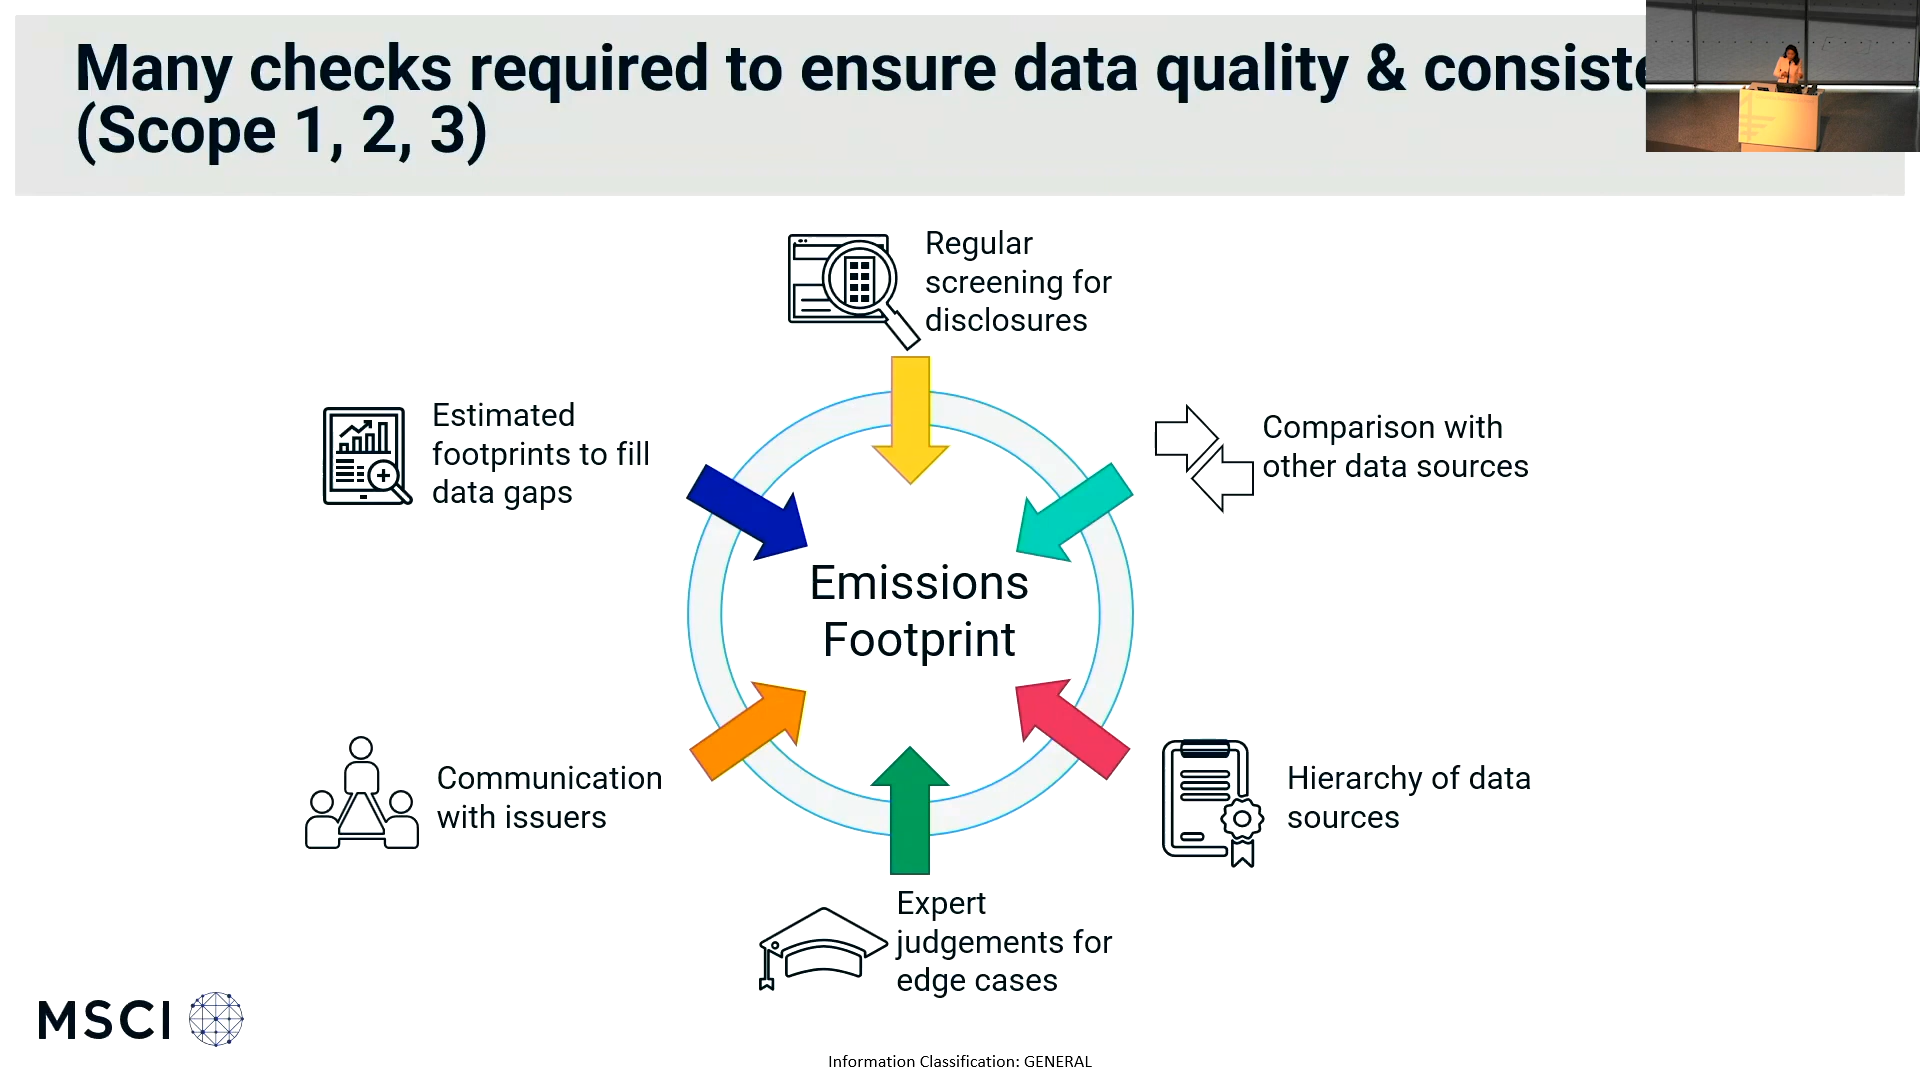 Many checks required to ensure data quality & consiste
(Scope 1, 2, 3)
Regular
screening for
disclosures
Estimated
footprints to fill
data gaps
Comparison with
other data sources
Emissions
Footprint
Communication
with issuers
Hierarchy of data
sources
Expert
judgements for
edge cases
MSCI
Information Classification: GENERAL